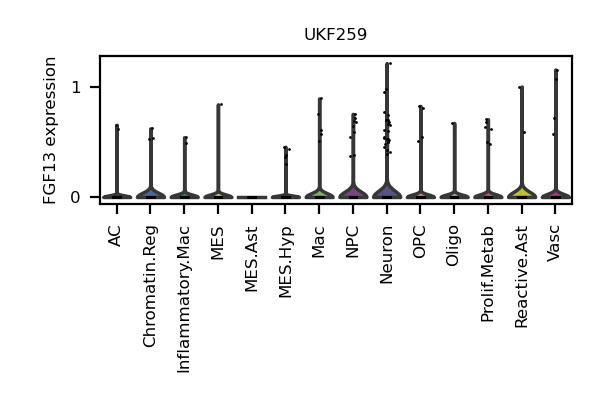 UKF259
FGF13 expression
1
0
AC
Chromatin.Reg
Inflammatory.Mac
MES
MES.Ast
MES.Hyp
Mac
NPC
Neuron
OPC
Oligo
Prolif.Metab
Reactive.Ast
Vasc